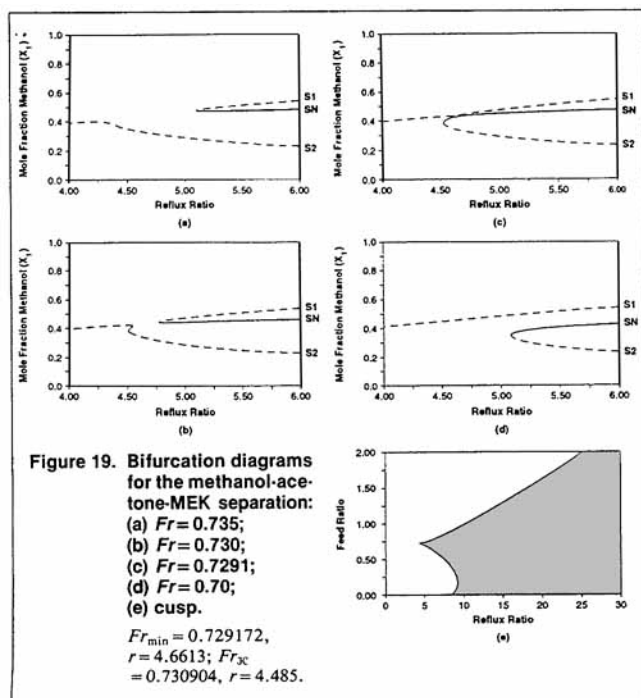 Mole Fraction Methanol (X1)
1.0
0.8
0.6
0.4
0.2
0.0
S1
SN
S2
4.00 4.50 5.00 5.50 6.00
Reflux Ratio
(a)
Mole Fraction Methanol (X1)
1.0
0.8
0.6
0.4
0.2
0.0
S1
SN
S2
4.00 4.50 5.00 5.50 6.00
Reflux Ratio
(c)
Mole Fraction Methanol (X1)
1.0
0.8
0.6
0.4
0.2
0.0
S1
SN
S2
4.00 4.50 5.00 5.50 6.00
Reflux Ratio
(b)
Mole Fraction Methanol (X1)
1.0
0.8
0.6
0.4
0.2
0.0
S1
SN
S2
4.00 4.50 5.00 5.50 6.00
Reflux Ratio
(d)
Figure 19. Bifurcation diagrams
for the methanol-ace-
tone-MEK separation:
(a) Fr = 0.735;
(b) Fr = 0.730;
(c) Fr = 0.7291;
(d) Fr = 0.70;
(e) cusp.
Frmin = 0.729172,
r = 4.6613; Fr3C
= 0.730904, r = 4.485.
Feed Ratio
2.00
1.50
1.00
0.50
0.00
0 5 10 15 20 25 30
Reflux Ratio
(e)